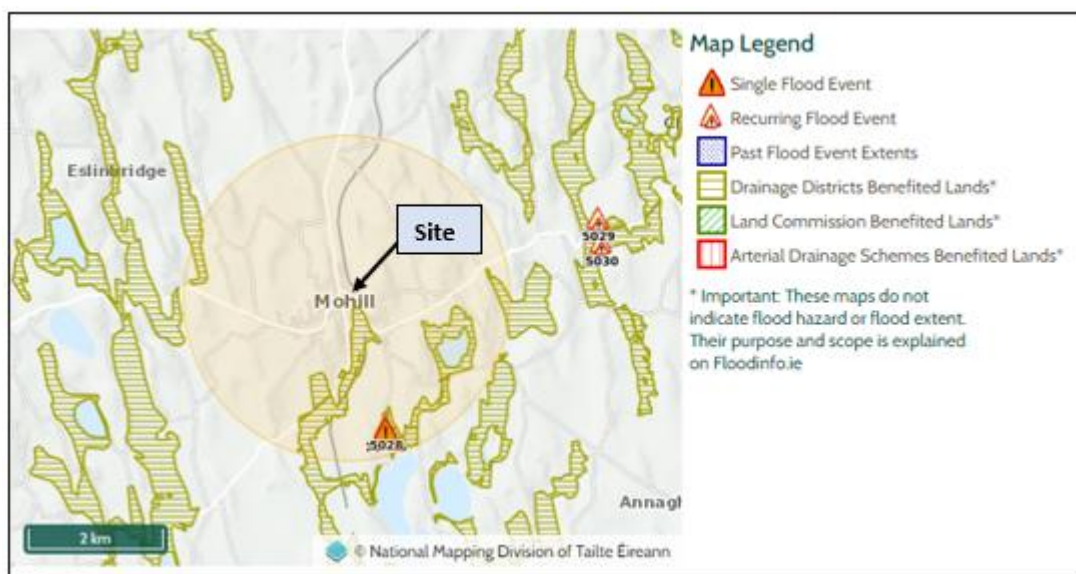 Map Legend
Single Flood Event
Recurring Flood Event
Past Flood Event Extents
Drainage Districts Benefited Lands*
Land Commission Benefited Lands*
Arterial Drainage Schemes Benefited Lands*
* Important: These maps do not
indicate flood hazard or flood extent.
Their purpose and scope is explained
on Floodinfo.ie
Eslinbridge
Site
5029
5030
Mohill
5028
Annagh
2 km
© National Mapping Division of Tailte Éireann